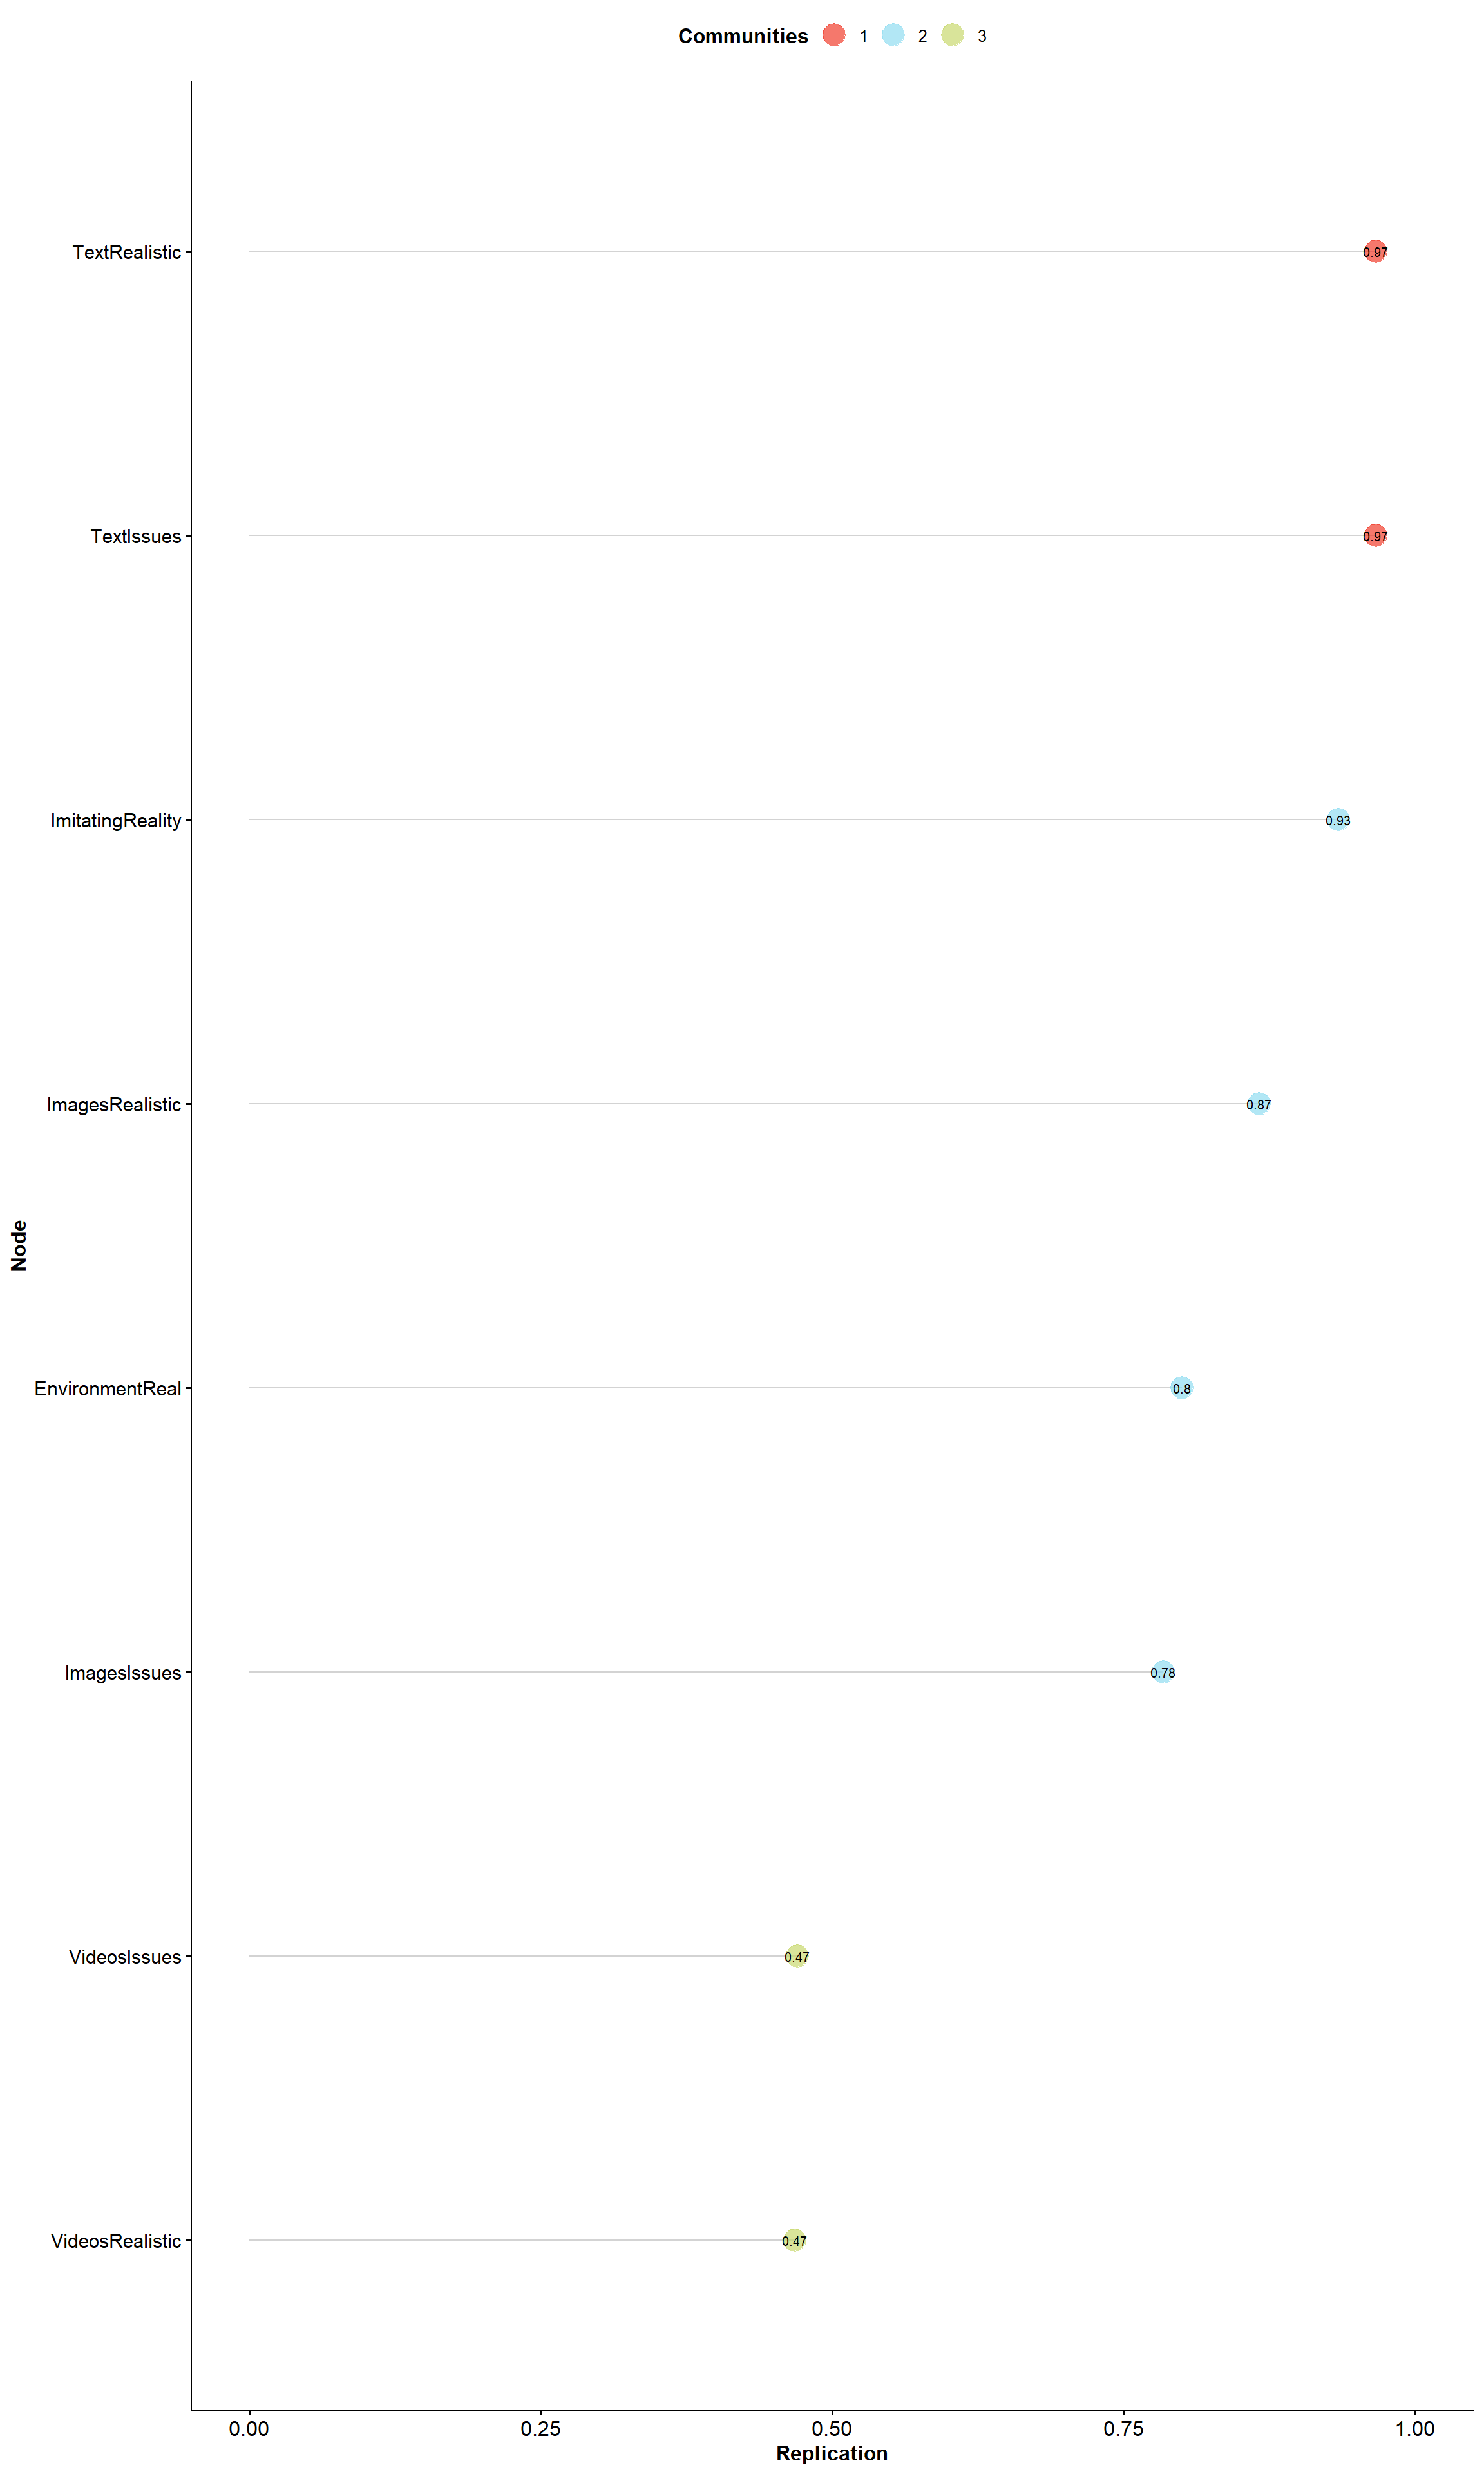 Communities 1 2 3
TextRealistic 0.97
TextIssues 0.97
ImitatingReality 0.93
ImagesRealistic 0.87
Node
EnvironmentReal 0.8
ImagesIssues 0.78
VideosIssues 0.47
VideosRealistic 0.47
0.00 0.25 0.50 0.75 1.00
Replication